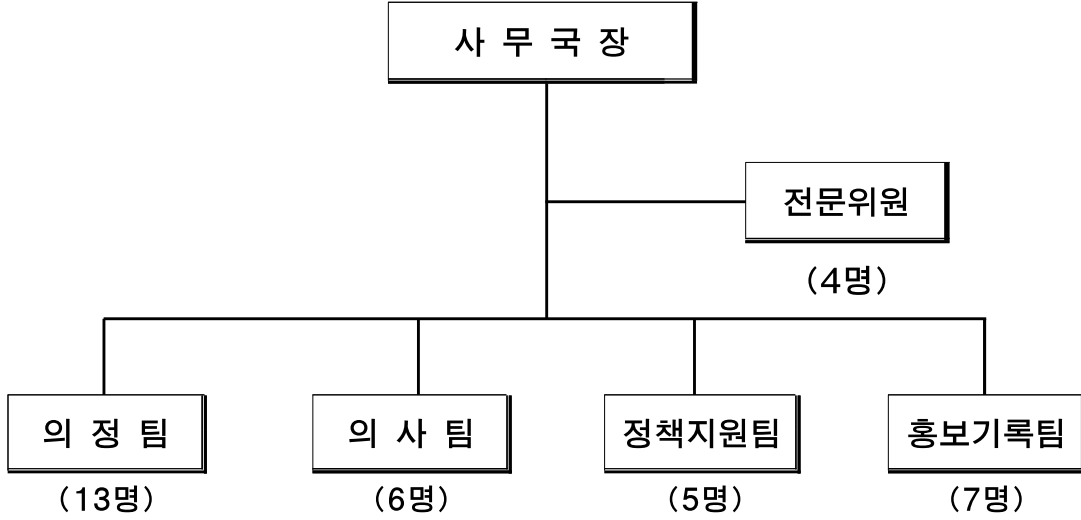 사 무 국 장
전문위원
(4명)
의 정 팀
의 사 팀
정책지원팀
홍보기록팀
(13명)
(6명)
(5명)
(7명)